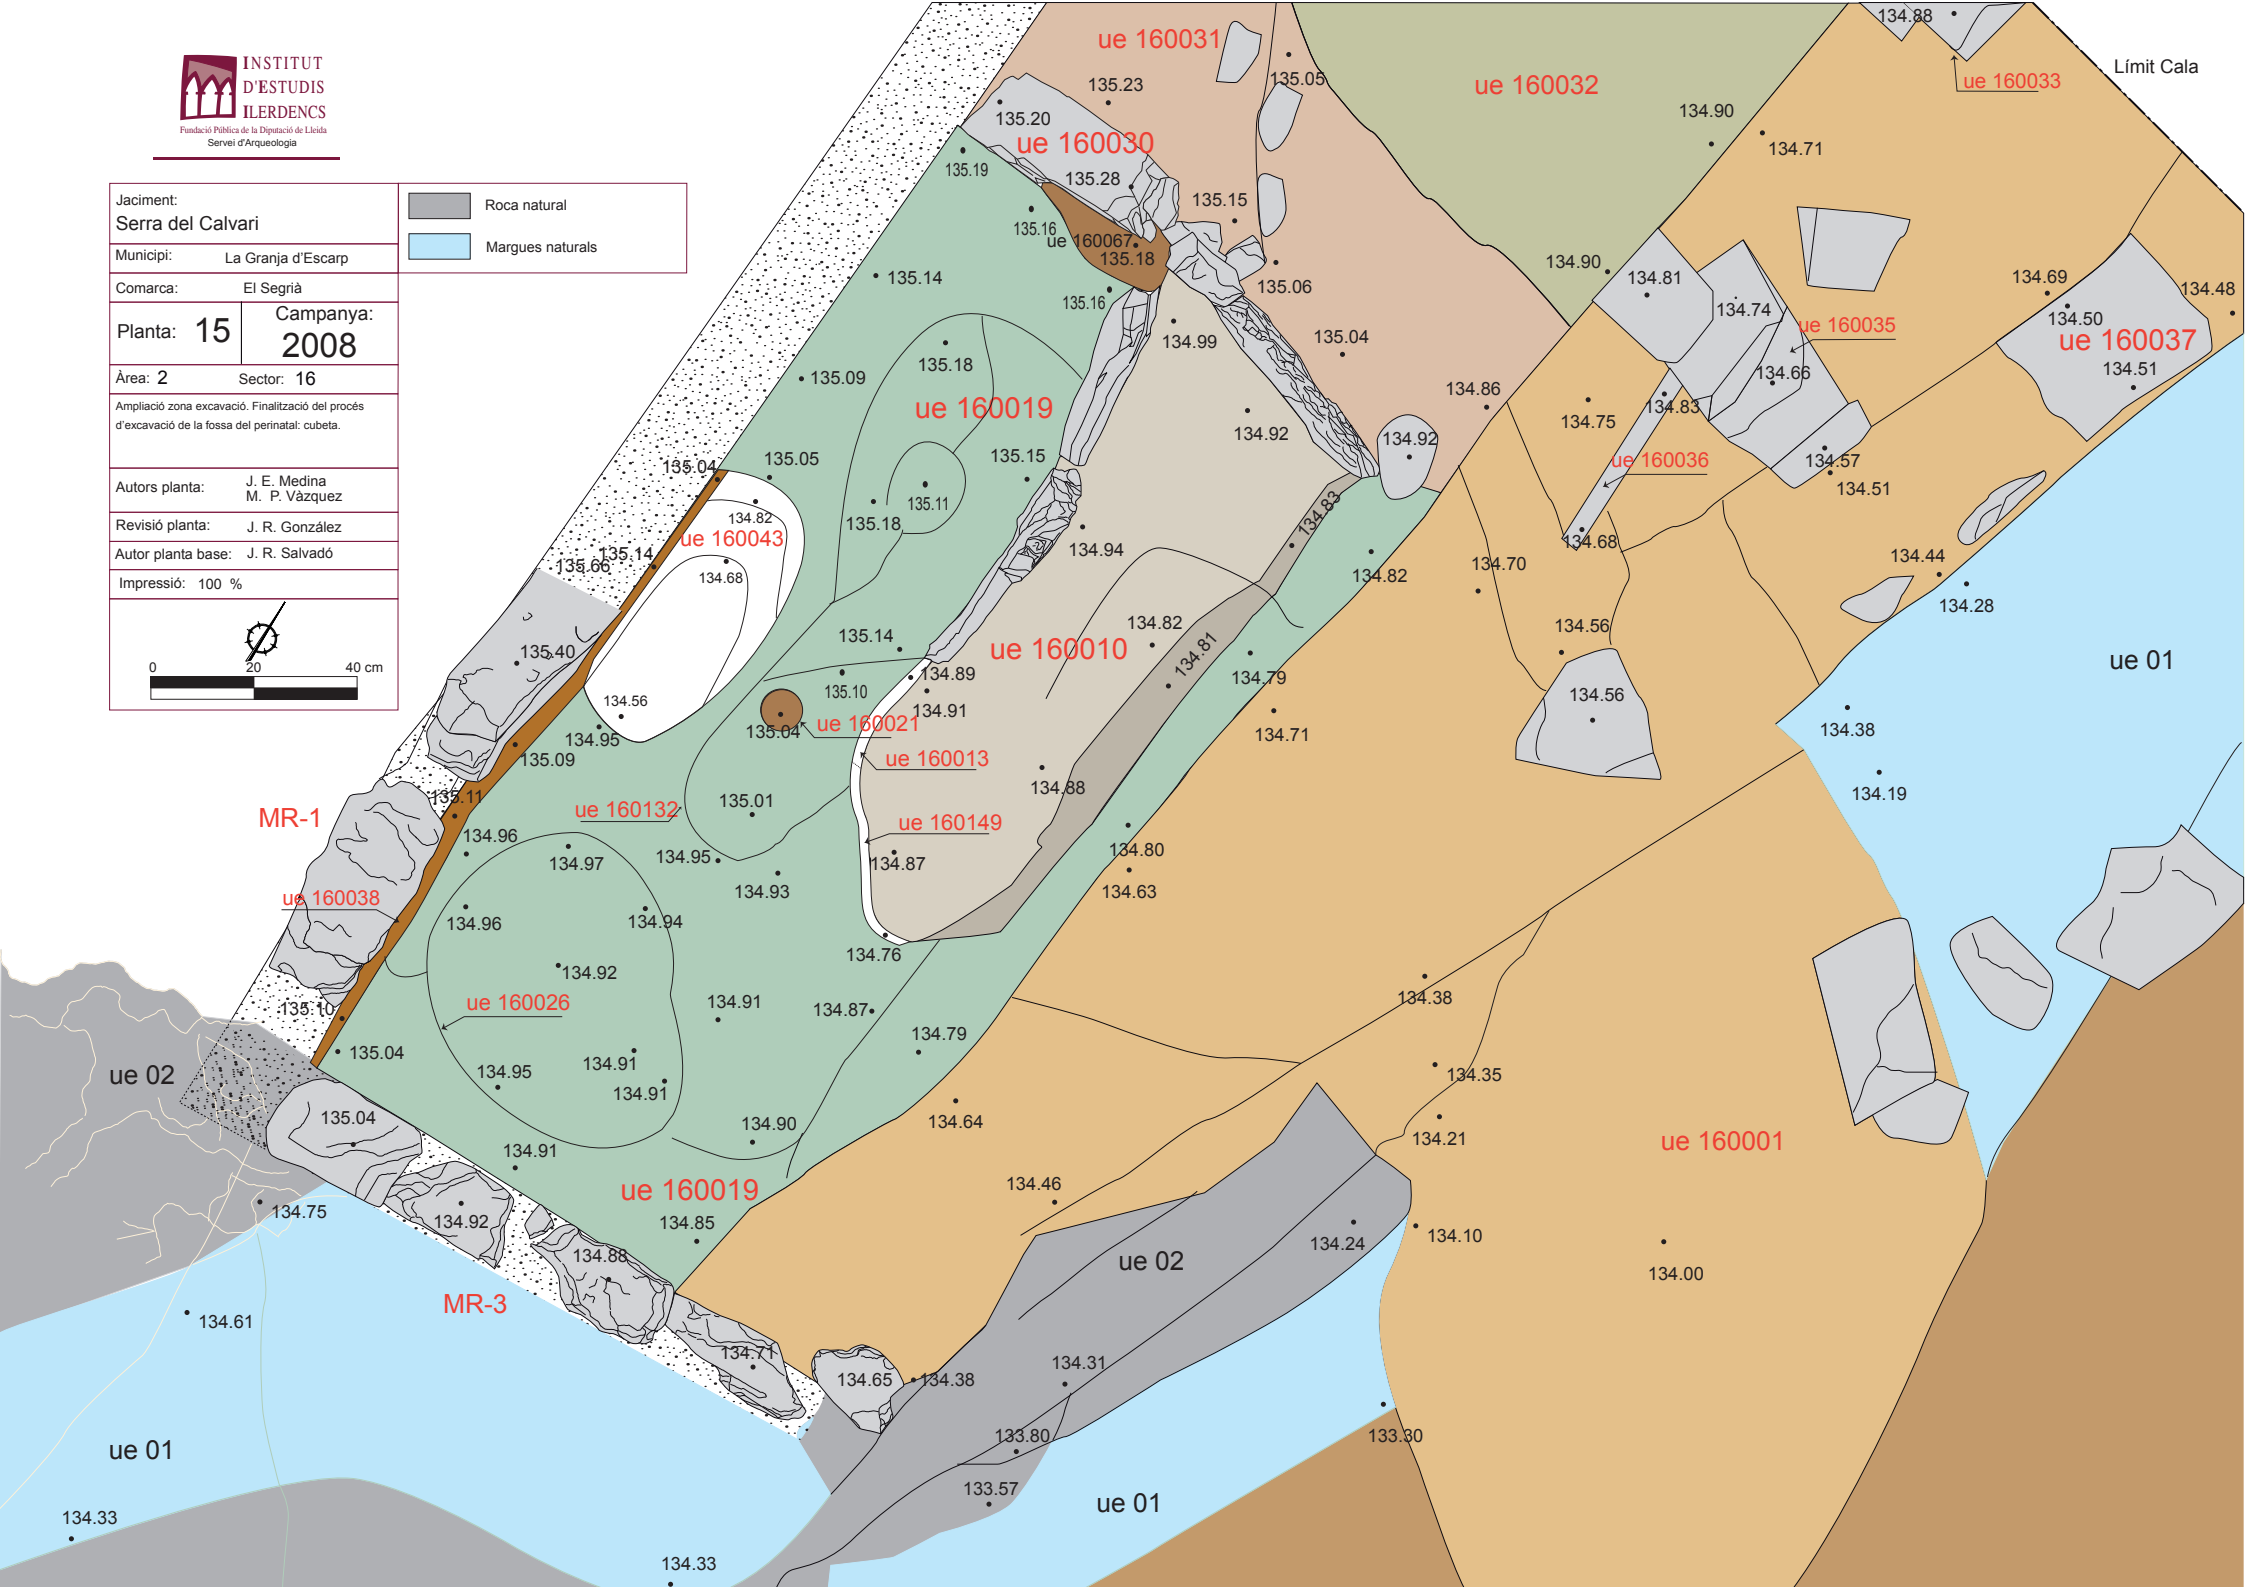 INSTITUT
D'ESTUDIS
ILERDENCS
Fundació Pública de la Diputació de Lleida
Servei d'Arqueologia
Jaciment:
Serra del Calvari
Municipi: La Granja d'Escarp
Comarca: El Segrià
Planta: 15 Campanya: 2008
Àrea: 2 Sector: 16
Ampliació zona excavació. Finalització del procés
d'excavació de la fossa del perinatal: cubeta.
Autors planta: J. E. Medina
M. P. Vàzquez
Revisió planta: J. R. González
Autor planta base: J. R. Salvadó
Impressió: 100 %
0 20 40 cm
Roca natural
Margues naturals
134.88
ue 160031
Límit Cala
135.05
ue 160033
135.23
ue 160032
135.20
134.90
ue 160030
134.71
135.19
135.28
135.15
135.16
ue 160067
135.18
134.90
135.14
134.81
134.69
135.06
134.48
135.16
134.74
134.50
ue 160035
134.99
135.04
ue 160037
135.18
134.51
134.66
135.09
134.86
ue 160019
134.83
134.75
134.92
134.92
135.04
135.05
135.15
ue 160036
134.57
134.51
135.11
134.83
134.82
135.18
ue 160043
134.68
134.94
135.14
135.66
134.44
134.70
134.68
134.82
134.28
134.82
134.56
135.14
135.40
ue 160010
134.81
ue 01
134.89
134.79
135.10
134.56
134.56
134.91
ue 160021
135.04
134.38
134.95
134.71
135.09
ue 160013
134.88
134.19
135.11
135.01
ue 160132
MR-1
ue 160149
134.96
134.80
134.97
134.95
134.87
134.93
134.63
ue 160038
134.96
134.94
134.76
134.92
134.38
ue 160026
134.91
134.87
135.10
134.79
135.04
134.91
ue 02
134.95
134.35
134.91
135.04
134.90
134.64
134.21
ue 160001
134.91
134.46
ue 160019
134.75
134.92
134.85
134.10
134.24
134.88
ue 02
134.00
MR-3
134.61
134.71
134.31
134.65
134.38
133.80
133.30
ue 01
133.57
ue 01
134.33
134.33